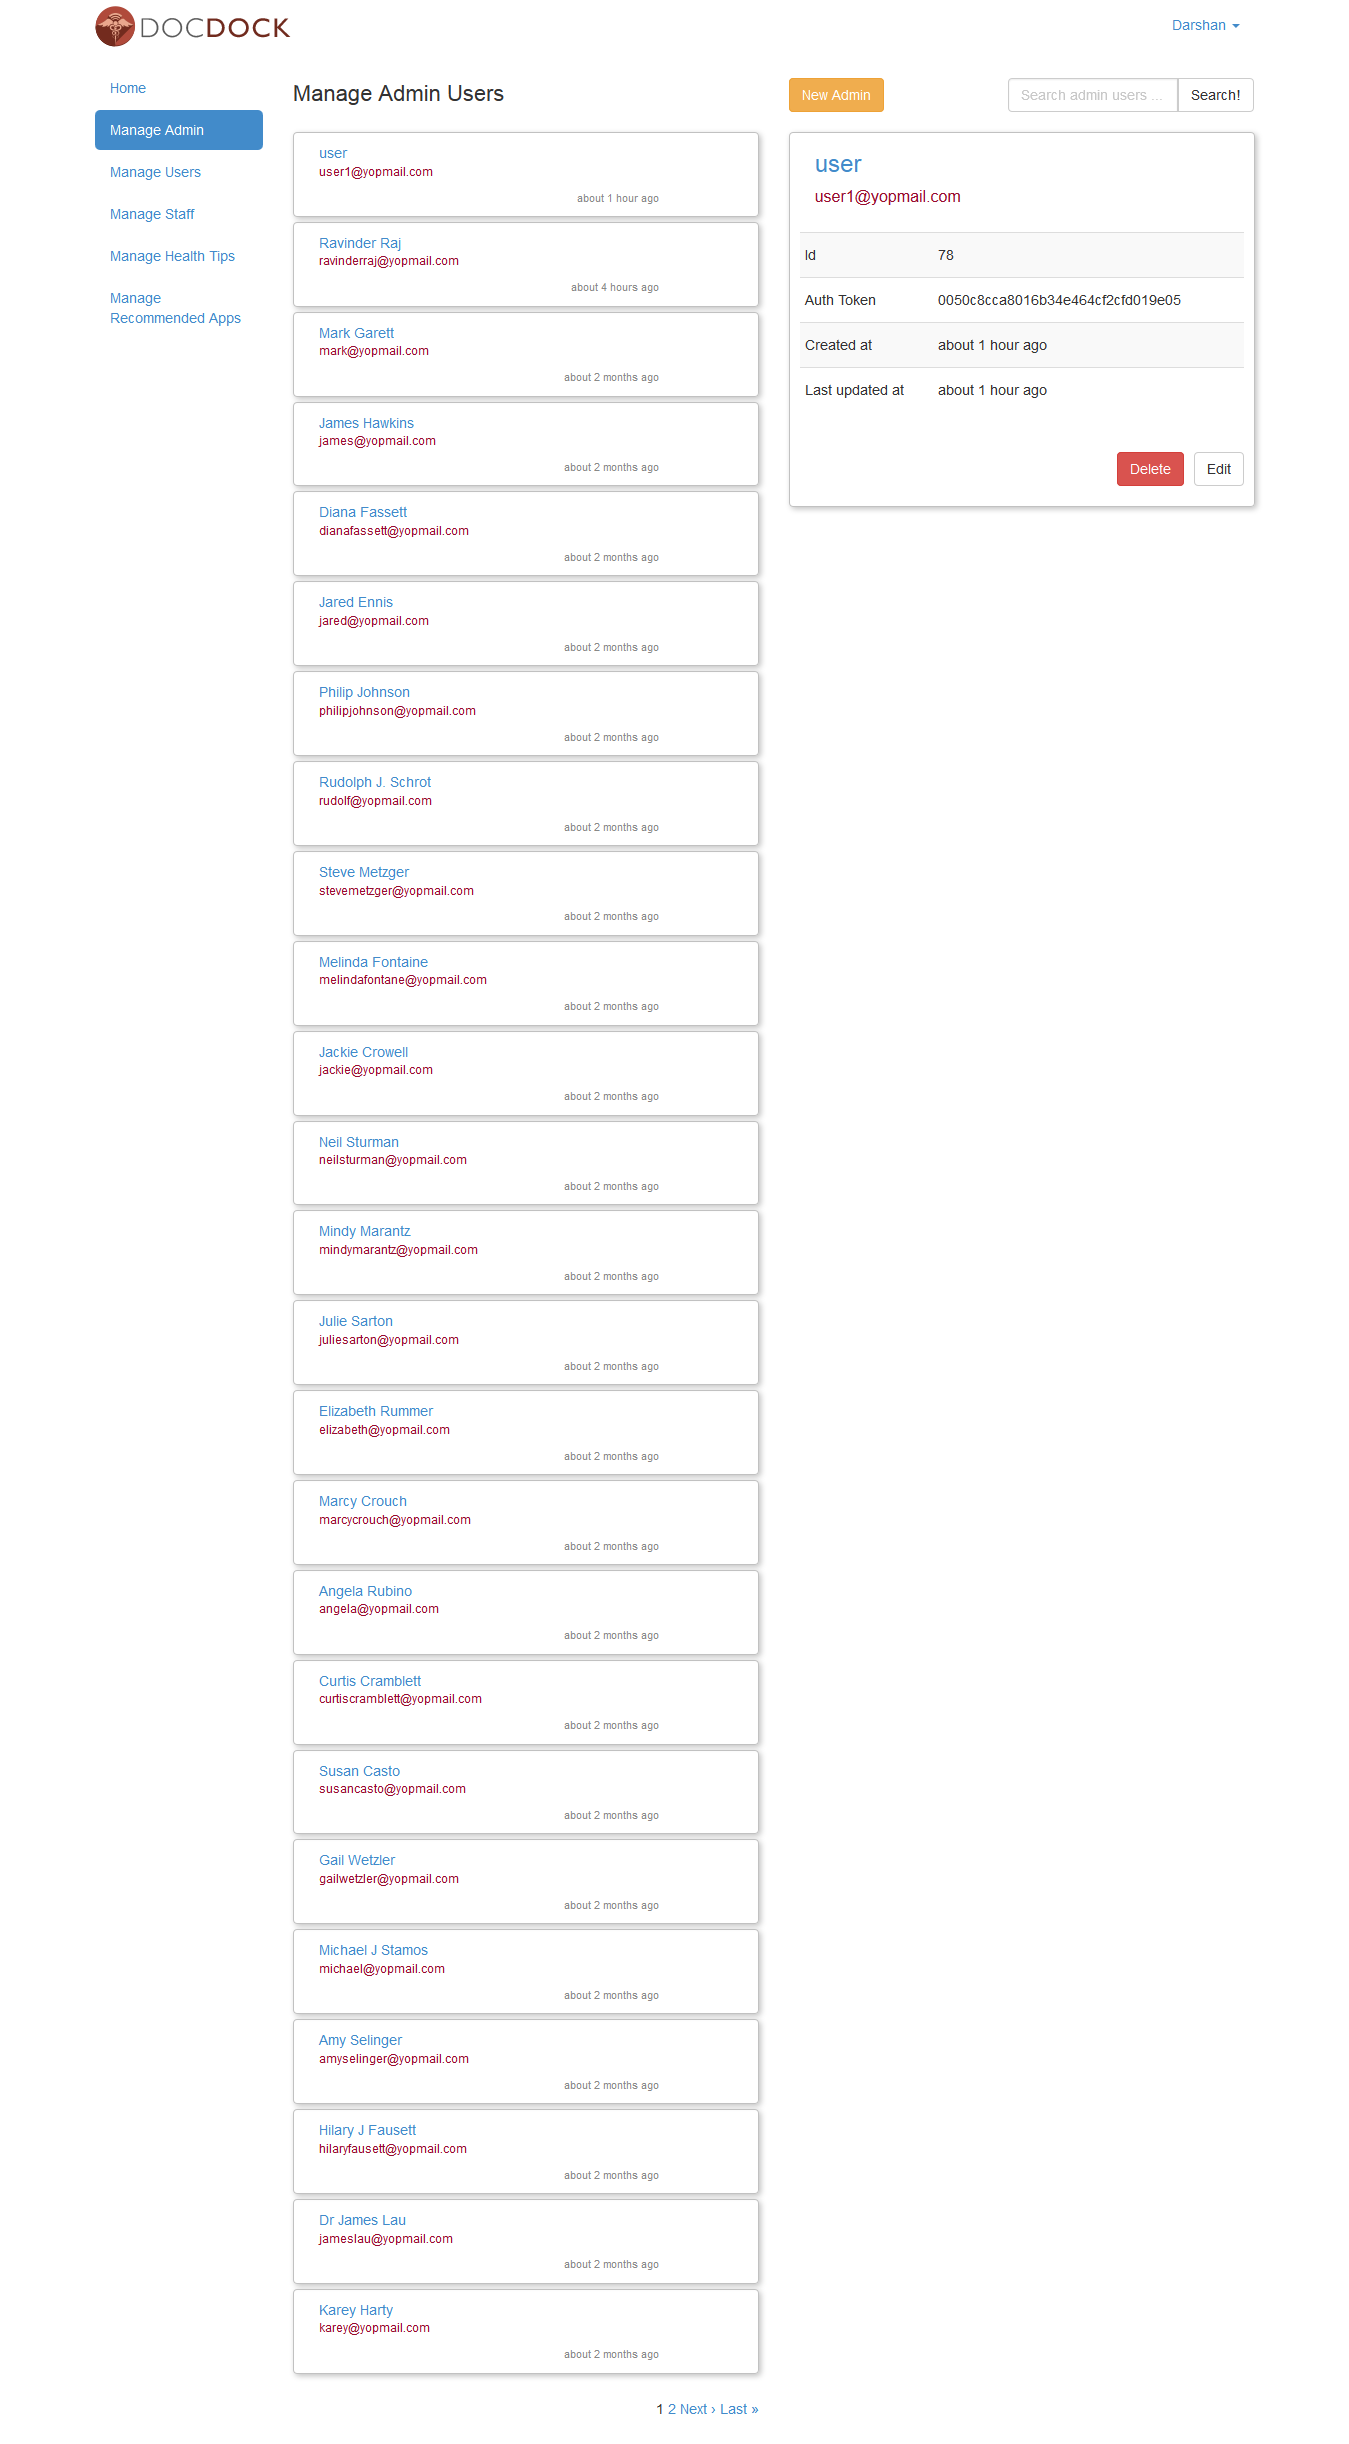 DOCDOCK
Darshan
Home
Manage Admin
Manage Users
Manage Staff
Manage Health Tips
Manage
Recommended Apps
Manage Admin Users
user
user1@yopmail.com
about 1 hour ago
Ravinder Raj
ravinderraj@yopmail.com
about 4 hours ago
Mark Garett
mark@yopmail.com
about 2 months ago
James Hawkins
james@yopmail.com
about 2 months ago
Diana Fassett
dianafassett@yopmail.com
about 2 months ago
Jared Ennis
jared@yopmail.com
about 2 months ago
Philip Johnson
philipjohnson@yopmail.com
about 2 months ago
Rudolph J. Schrot
rudolf@yopmail.com
about 2 months ago
Steve Metzger
stevemetzger@yopmail.com
about 2 months ago
Melinda Fontaine
melindafontane@yopmail.com
about 2 months ago
Jackie Crowell
jackie@yopmail.com
about 2 months ago
Neil Sturman
neilsturman@yopmail.com
about 2 months ago
Mindy Marantz
mindymarantz@yopmail.com
about 2 months ago
Julie Sarton
juliesarton@yopmail.com
about 2 months ago
Elizabeth Rummer
elizabeth@yopmail.com
about 2 months ago
Marcy Crouch
marcycrouch@yopmail.com
about 2 months ago
Angela Rubino
angela@yopmail.com
about 2 months ago
Curtis Cramblett
curtiscramblett@yopmail.com
about 2 months ago
Susan Casto
susancasto@yopmail.com
about 2 months ago
Gail Wetzler
gailwetzler@yopmail.com
about 2 months ago
Michael J Stamos
michael@yopmail.com
about 2 months ago
Amy Selinger
amyselinger@yopmail.com
about 2 months ago
Hilary J Fausett
hilaryfausett@yopmail.com
about 2 months ago
Dr James Lau
jameslau@yopmail.com
about 2 months ago
Karey Harty
karey@yopmail.com
about 2 months ago
1 2 Next › Last »
New Admin
Search admin users ...
Search!
user
user1@yopmail.com
Id 78
Auth Token 0050c8cca8016b34e464cf2cfd019e05
Created at about 1 hour ago
Last updated at about 1 hour ago
Delete
Edit